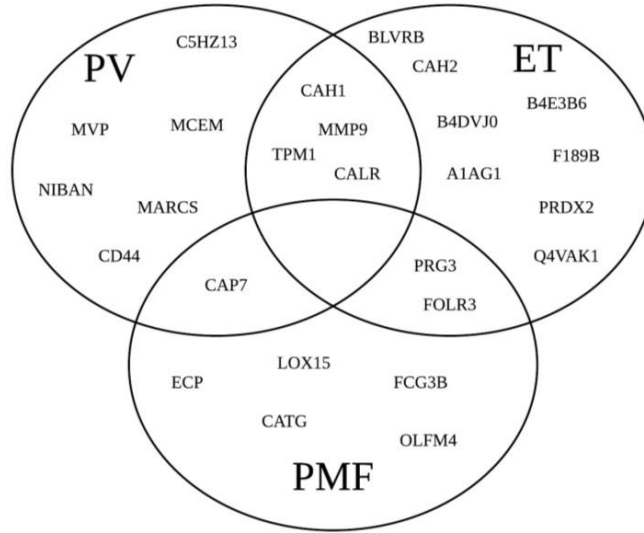 PV
C5HZ13
MVP
MCEM
NIBAN
MARCS
CD44
CAH1
MMP9
TPM1
CALR
BLVRB
CAH2
ET
B4E3B6
B4DVJ0
F189B
A1AG1
PRDX2
Q4VAK1
CAP7
PRG3
FOLR3
LOX15
ECP
FCG3B
CATG
OLFM4
PMF